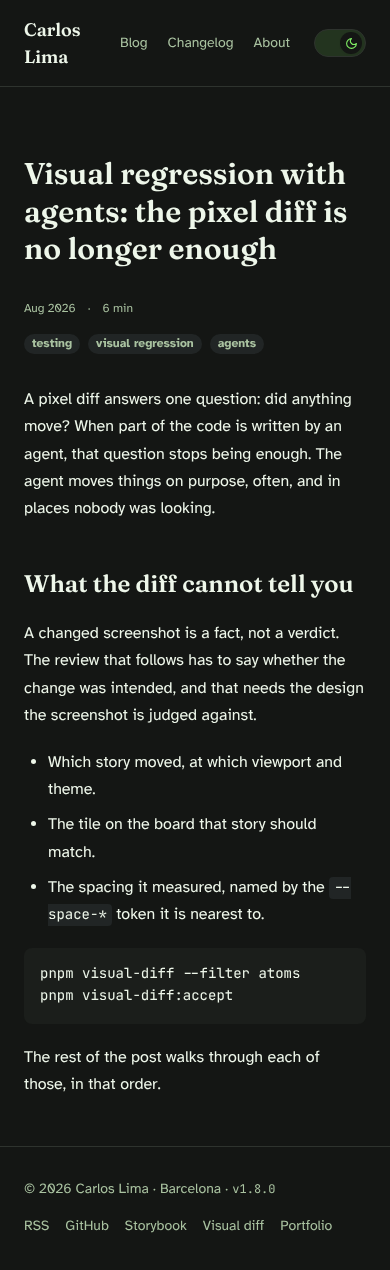 Carlos
Lima
Blog Changelog About
Visual regression with
agents: the pixel diff is
no longer enough
Aug 2026 · 6 min
testing visual regression agents
A pixel diff answers one question: did anything
move? When part of the code is written by an
agent, that question stops being enough. The
agent moves things on purpose, often, and in
places nobody was looking.
What the diff cannot tell you
A changed screenshot is a fact, not a verdict.
The review that follows has to say whether the
change was intended, and that needs the design
the screenshot is judged against.
• Which story moved, at which viewport and
theme.
• The tile on the board that story should
match.
• The spacing it measured, named by the --
space-* token it is nearest to.
pnpm visual-diff --filter atoms
pnpm visual-diff:accept
The rest of the post walks through each of
those, in that order.
© 2026 Carlos Lima · Barcelona · v1.8.0
RSS GitHub Storybook Visual diff Portfolio